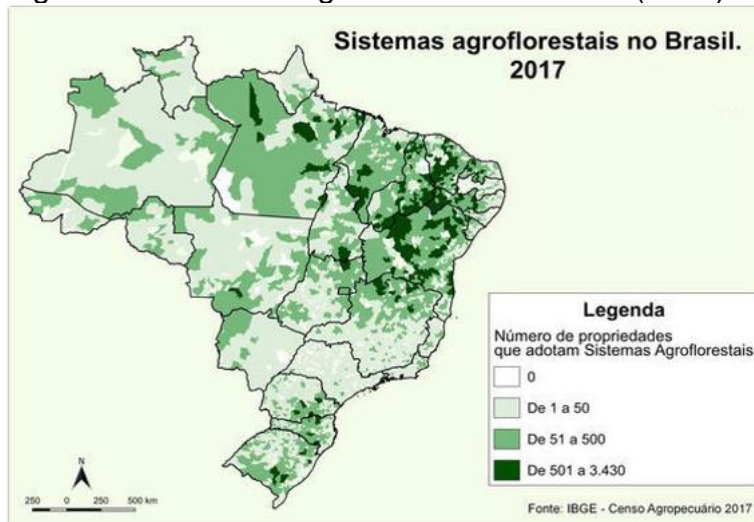 Sistemas agroflorestais no Brasil.
2017
Legenda
Número de propriedades
que adotam Sistemas Agroflorestais
0
De 1 a 50
De 51 a 500
De 501 a 3.430
N
250 0 250 500 km
Fonte: IBGE - Censo Agropecuário 2017